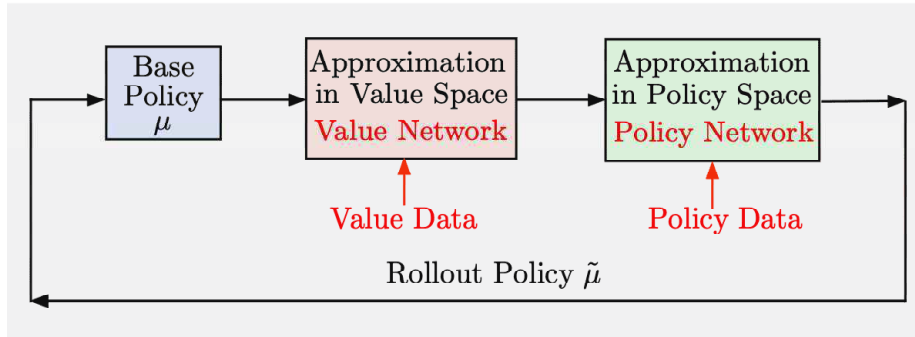 Base
Policy
μ
Approximation
in Value Space
Value Network
Approximation
in Policy Space
Policy Network
Value Data
Policy Data
Rollout Policy μ̃